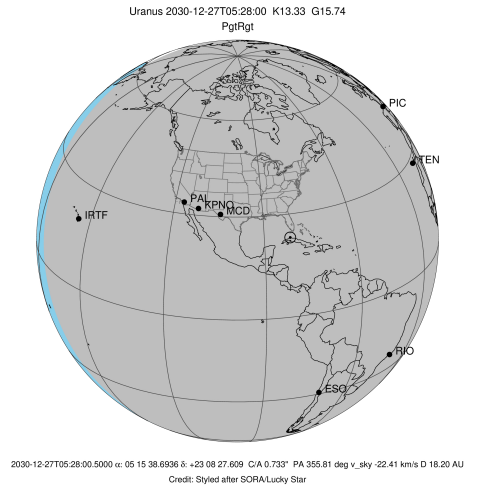 Uranus 2030-12-27T05:28:00 K13.33 G15.74
PgtRgt
PIC
TEN
PAL
KPNO
MCD
IRTF
RIO
ESO
2030-12-27T05:28:00.5000 α: 05 15 38.6936 δ: +23 08 27.609 C/A 0.733" PA 355.81 deg v_sky -22.41 km/s D 18.20 AU
Credit: Styled after SORA/Lucky Star